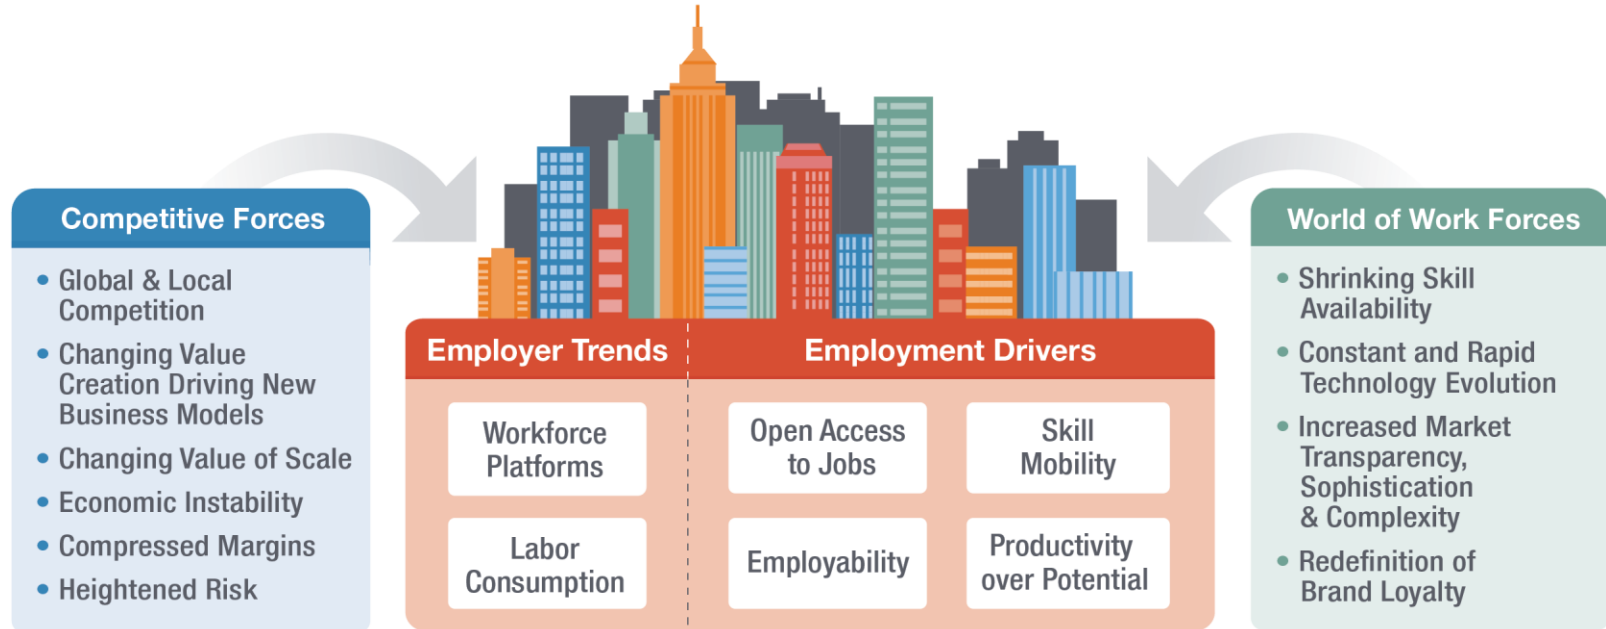 Competitive Forces
• Global & Local
Competition
• Changing Value
Creation Driving New
Business Models
• Changing Value of Scale
• Economic Instability
• Compressed Margins
• Heightened Risk
Employer Trends
Workforce
Platforms
Labor
Consumption
Employment Drivers
Open Access
to Jobs
Skill
Mobility
Employability
Productivity
over Potential
World of Work Forces
• Shrinking Skill
Availability
• Constant and Rapid
Technology Evolution
• Increased Market
Transparency,
Sophistication
& Complexity
• Redefinition of
Brand Loyalty